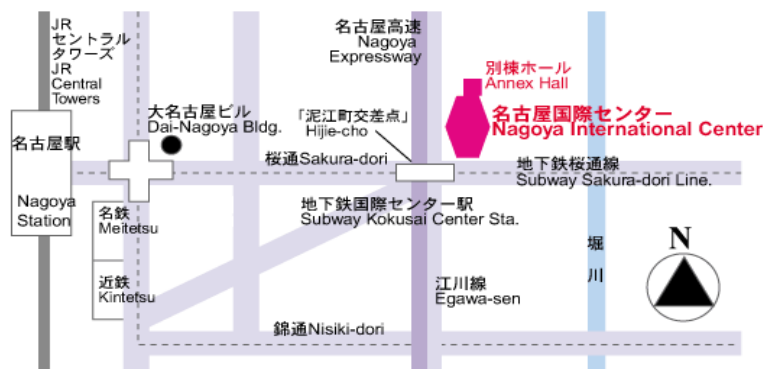 JR
セントラル
タワーズ
JR
Central
Towers
名古屋駅
Nagoya
Station
大名古屋ビル
Dai-Nagoya Bldg.
名鉄
Meitetsu
近鉄
Kintetsu
名古屋高速
Nagoya
Expressway
「泥江町交差点」
Hijie-cho
桜通Sakura-dori
別棟ホール
Annex Hall
名古屋国際センター
Nagoya International Center
地下鉄桜通線
Subway Sakura-dori Line.
地下鉄国際センター駅
Subway Kokusai Center Sta.
堀川
江川線
Egawa-sen
錦通Nisiki-dori
N